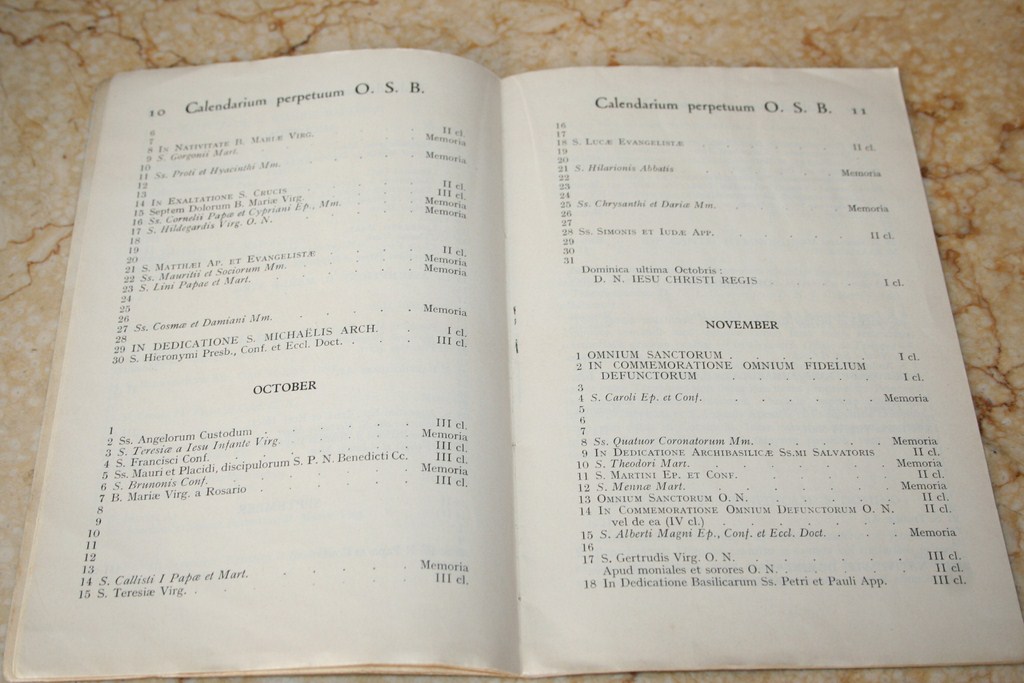 10 Calendarium perpetuum O. S. B.
6
7
8 In Nativitate B. Mariæ Virg. . . . . II cl.
9 S. Gorgonii Mart. . . . . Memoria
10
11 Ss. Proti et Hyacinthi Mm. . . . . Memoria
12
13
14 In Exaltatione S. Crucis . . . . II cl.
15 Septem Dolorum B. Mariæ Virg. . . . III cl.
16 Ss. Cornelii Papæ et Cypriani Ep., Mm. . . Memoria
17 S. Hildegardis Virg. O. N. . . . . Memoria
18
19
20
21 S. Matthæi Ap. et Evangelistæ . . . II cl.
22 Ss. Mauritii et Sociorum Mm. . . . Memoria
23 S. Lini Papæ et Mart. . . . . Memoria
24
25
26
27 Ss. Cosmæ et Damiani Mm. . . . . Memoria
28
29 IN DEDICATIONE S. MICHAËLIS ARCH. . I cl.
30 S. Hieronymi Presb., Conf. et Eccl. Doct. . . III cl.
OCTOBER
1
2 Ss. Angelorum Custodum . . . . III cl.
3 S. Teresiæ a Iesu Infante Virg. . . . Memoria
4 S. Francisci Conf. . . . . III cl.
5 Ss. Mauri et Placidi, discipulorum S. P. N. Benedicti Cc. III cl.
6 S. Brunonis Conf. . . . . Memoria
7 B. Mariæ Virg. a Rosario . . . . III cl.
8
9
10
11
12
13
14 S. Callisti I Papæ et Mart. . . . . Memoria
15 S. Teresiæ Virg. . . III cl.
Calendarium perpetuum O. S. B. 11
16
17
18 S. Lucæ Evangelistæ . . . . II cl.
19
20
21 S. Hilarionis Abbatis . . . . Memoria
22
23
24
25 Ss. Chrysanthi et Dariæ Mm. . . . . Memoria
26
27
28 Ss. Simonis et Iudæ App. . . . . II cl.
29
30
31
Dominica ultima Octobris :
D. N. IESU CHRISTI REGIS . . . . I cl.
NOVEMBER
1 OMNIUM SANCTORUM . . . . . I cl.
2 IN COMMEMORATIONE OMNIUM FIDELIUM
DEFUNCTORUM . . . . . I cl.
3
4 S. Caroli Ep. et Conf. . . . . Memoria
5
6
7
8 Ss. Quatuor Coronatorum Mm. . . . . Memoria
9 In Dedicatione Archibasilicæ Ss.mi Salvatoris II cl.
10 S. Theodori Mart. . . . . Memoria
11 S. Martini Ep. et Conf. . . . . II cl.
12 S. Mennæ Mart. . . . . Memoria
13 Omnium Sanctorum O. N. . . . . II cl.
14 In Commemoratione Omnium Defunctorum O. N. II cl.
vel de ea (IV cl.) . . . . .
15 S. Alberti Magni Ep., Conf. et Eccl. Doct. . . . Memoria
16
17 S. Gertrudis Virg. O. N. . . . . III cl.
Apud moniales et sorores O. N. . . . . II cl.
18 In Dedicatione Basilicarum Ss. Petri et Pauli App. III cl.